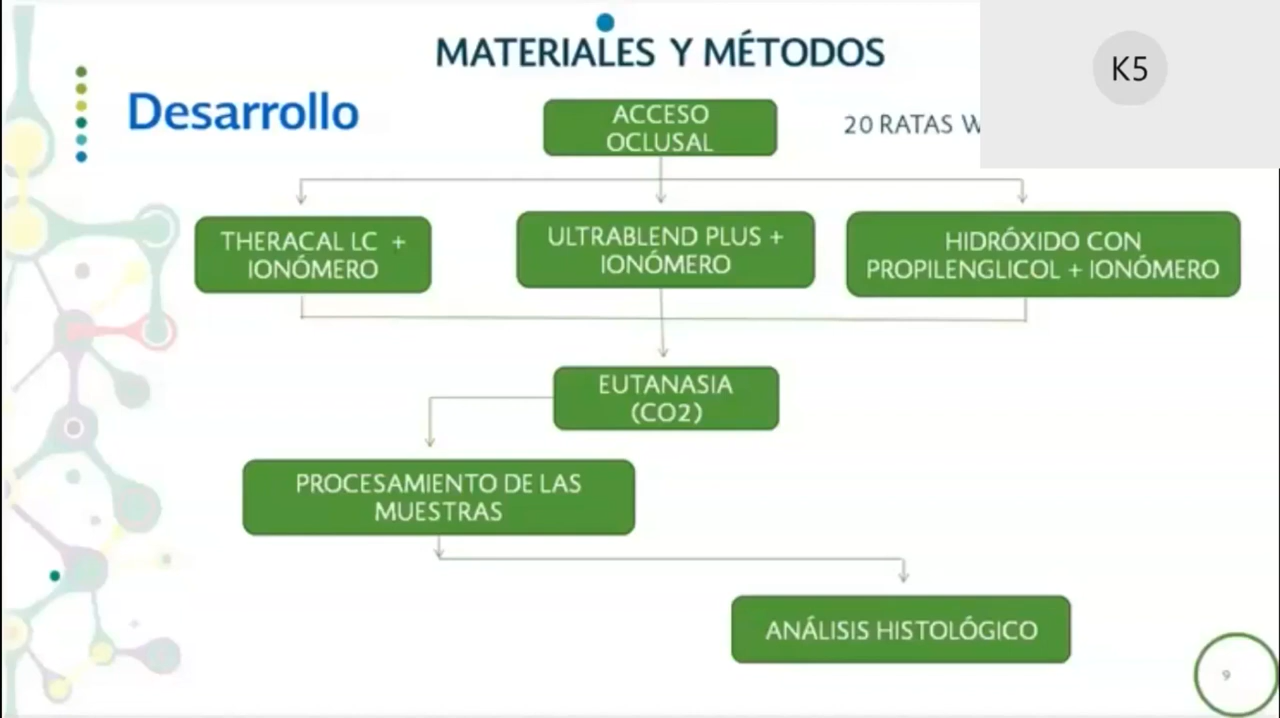 MATERIALES Y MÉTODOS
K5
Desarrollo
ACCESO
OCLUSAL
20 RATAS
THERACAL LC +
IONÓMERO
ULTRABLEND PLUS +
IONÓMERO
HIDRÓXIDO CON
PROPILENGLICOL + IONÓMERO
EUTANASIA
(CO2)
PROCESAMIENTO DE LAS
MUESTRAS
ANÁLISIS HISTOLÓGICO
9